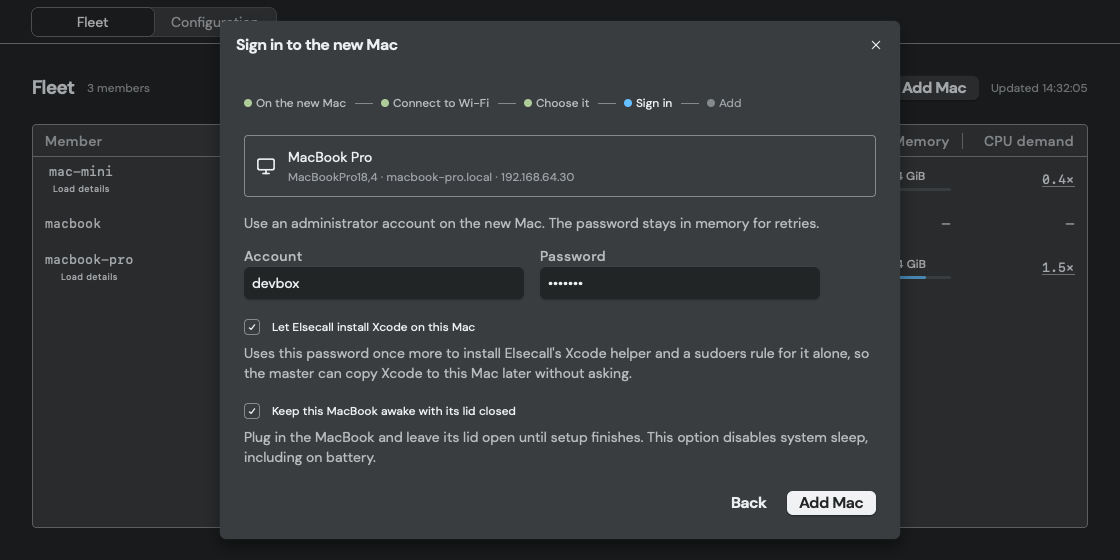 Fleet
Configuration
Sign in to the new Mac
Fleet 3 members
Add Mac Updated 14:32:05
On the new Mac
Connect to Wi-Fi
Choose it
Sign in
Add
Member
Memory
CPU demand
MacBook Pro
MacBookPro18,4 · macbook-pro.local · 192.168.64.30
mac-mini
Load details
GiB
0.4×
macbook
—
—
macbook-pro
Load details
GiB
1.5×
Use an administrator account on the new Mac. The password stays in memory for retries.
Account
Password
devbox
•••••••
Let Elsecall install Xcode on this Mac
Uses this password once more to install Elsecall's Xcode helper and a sudoers rule for it alone, so
the master can copy Xcode to this Mac later without asking.
Keep this MacBook awake with its lid closed
Plug in the MacBook and leave its lid open until setup finishes. This option disables system sleep,
including on battery.
Back
Add Mac